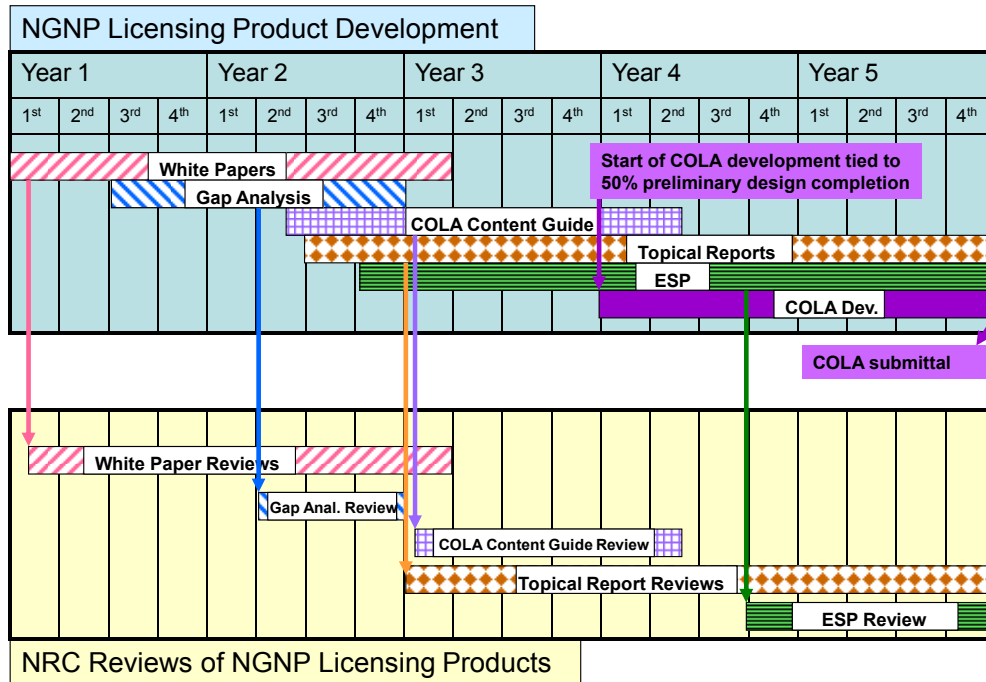 NGNP Licensing Product Development
Year 1 Year 2 Year 3 Year 4 Year 5
1st 2nd 3rd 4th 1st 2nd 3rd 4th 1st 2nd 3rd 4th 1st 2nd 3rd 4th 1st 2nd 3rd 4th
White Papers
Start of COLA development tied to
50% preliminary design completion
Gap Analysis
COLA Content Guide
Topical Reports
ESP
COLA Dev.
COLA submittal
White Paper Reviews
Gap Anal. Review
COLA Content Guide Review
Topical Report Reviews
ESP Review
NRC Reviews of NGNP Licensing Products